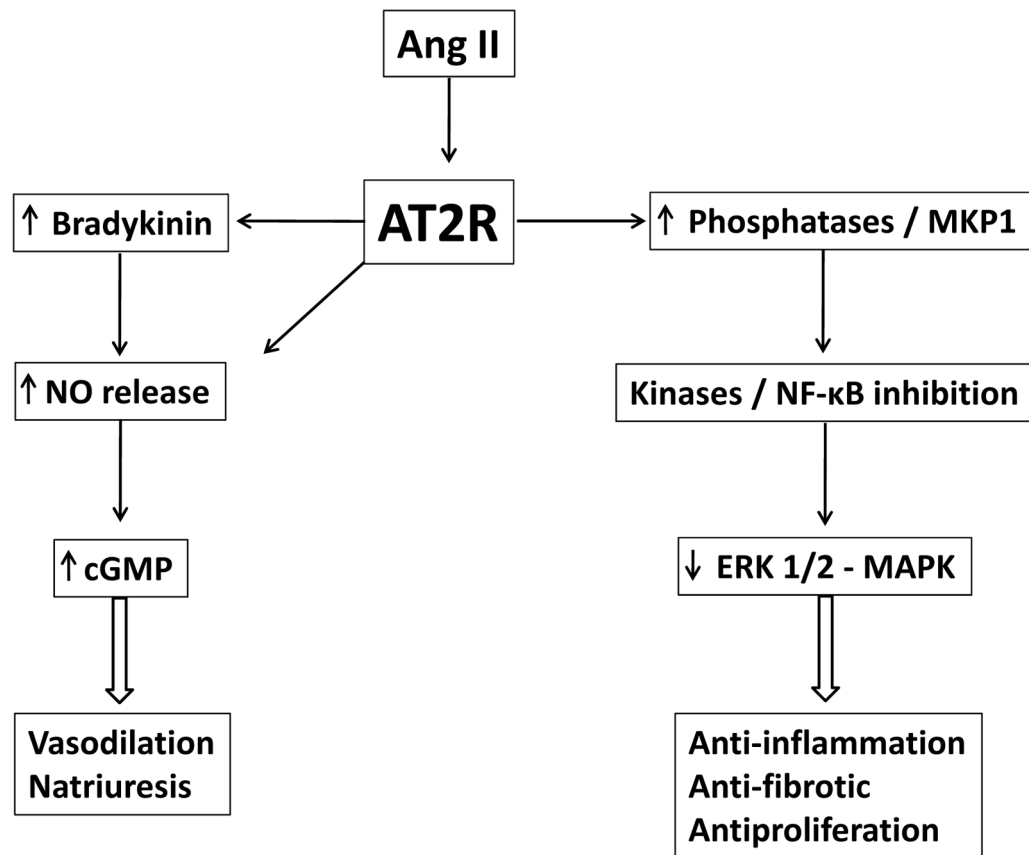 Ang II
AT2R
↑ Bradykinin
↑ Phosphatases / MKP1
↑ NO release
Kinases / NF-κB inhibition
↑ cGMP
↓ ERK 1/2 - MAPK
Vasodilation
Natriuresis
Anti-inflammation
Anti-fibrotic
Antiproliferation